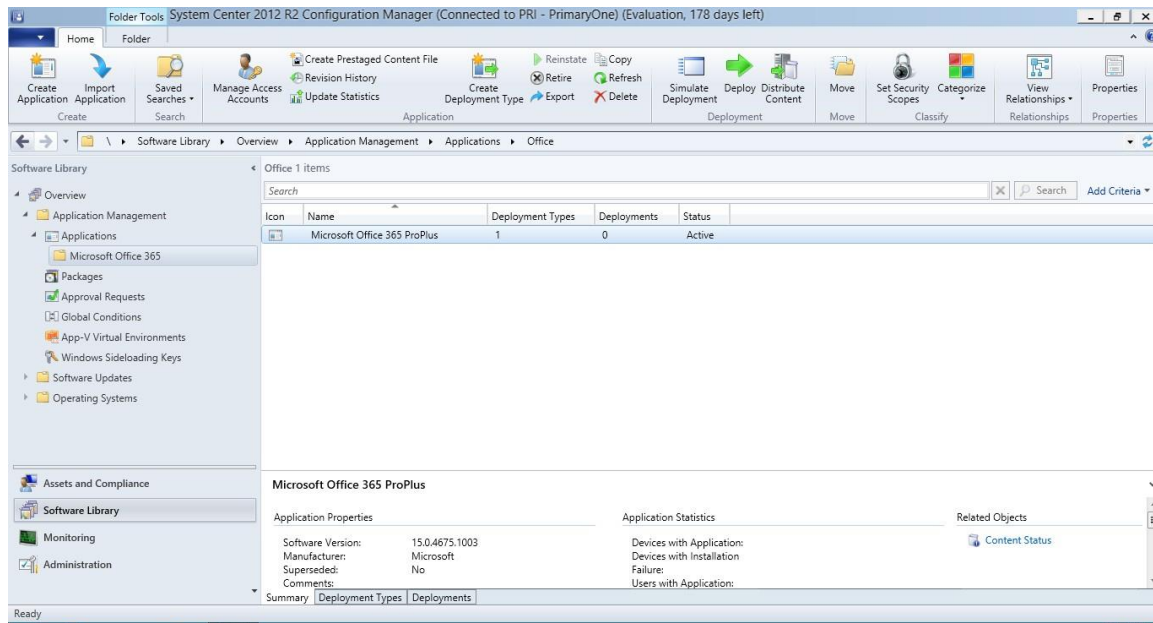 Folder Tools System Center 2012 R2 Configuration Manager (Connected to PRI - PrimaryOne) (Evaluation, 178 days left)
Home Folder
Create Application
Import Application
Saved Searches
Manage Access Accounts
Create Prestaged Content File
Revision History
Update Statistics
Create Deployment Type
Reinstate
Retire
Export
Copy
Refresh
Delete
Simulate Deployment
Deploy
Distribute Content
Move
Set Security Scopes
Categorize
View Relationships
Properties
Create Search Application Deployment Move Classify Relationships Properties
\ Software Library Overview Application Management Applications Office
Software Library
Overview
Application Management
Applications
Microsoft Office 365
Packages
Approval Requests
Global Conditions
App-V Virtual Environments
Windows Sideloading Keys
Software Updates
Operating Systems
Assets and Compliance
Software Library
Monitoring
Administration
Office 1 items
Search Search Add Criteria
Icon Name Deployment Types Deployments Status
Microsoft Office 365 ProPlus 1 0 Active
Microsoft Office 365 ProPlus
Application Properties
Software Version: 15.0.4675.1003
Manufacturer: Microsoft
Superseded: No
Comments:
Application Statistics
Devices with Application:
Devices with Installation
Failure:
Users with Application:
Related Objects
Content Status
Summary Deployment Types Deployments
Ready